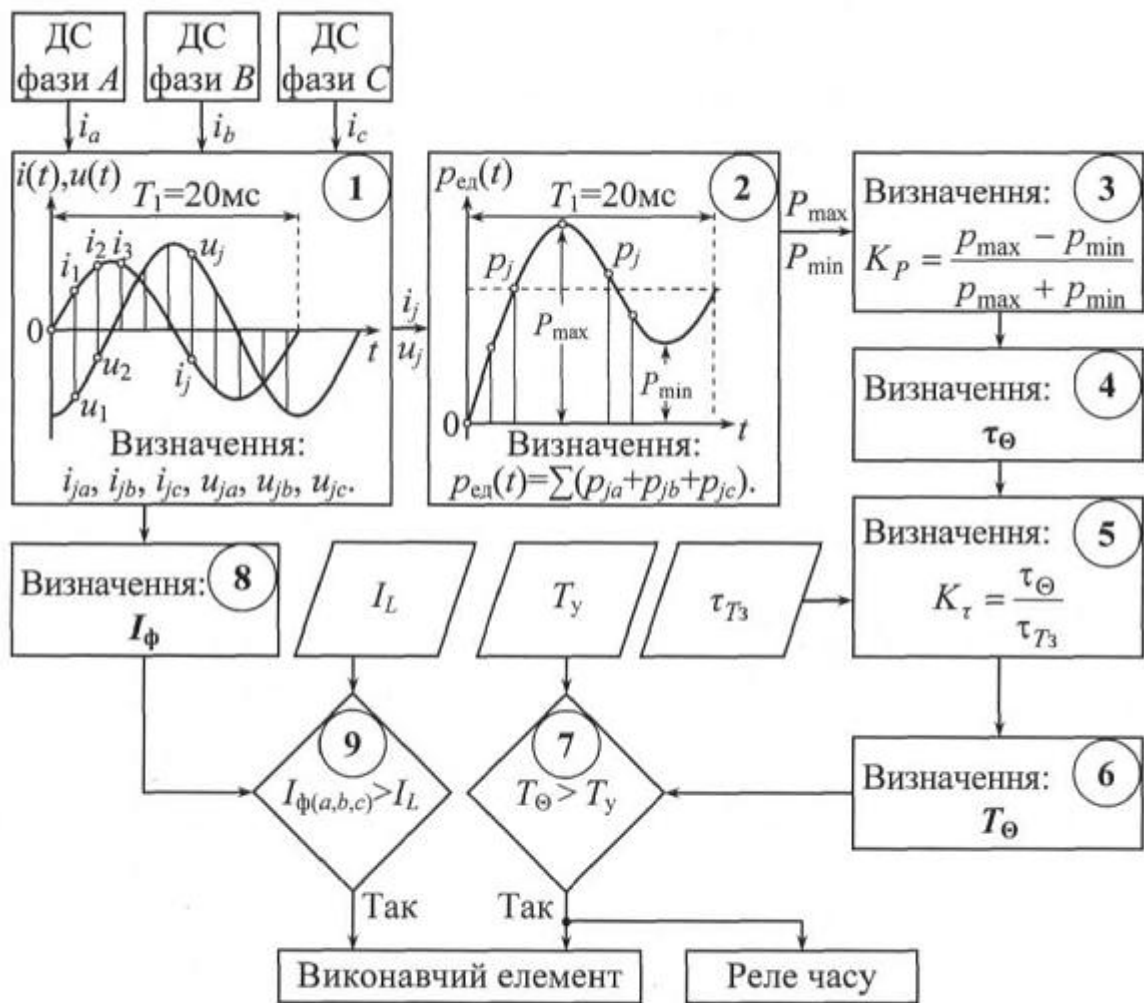 ДС
фази A
ДС
фази B
ДС
фази C
i_a
i_b
i_c
i(t),u(t)
1
T₁=20мс
i₁
i₂
i₃
u_j
0
t
u₁
u₂
i_j
Визначення:
i_ja, i_jb, i_jc, u_ja, u_jb, u_jc.
i_j
u_j
p_ед(t)
2
T₁=20мс
p_j
p_j
P_max
P_min
0
t
Визначення:
p_ед(t)=∑(p_ja+p_jb+p_jc).
P_max
P_min
Визначення:
3
K_P = (p_max − p_min) / (p_max + p_min)
Визначення:
4
τ_Θ
Визначення:
5
K_τ = τ_Θ / τ_Tз
Визначення:
8
I_ф
I_L
T_у
τ_Tз
9
I_ф(a,b,c)>I_L
7
T_Θ > T_у
Визначення:
6
T_Θ
Так
Так
Виконавчий елемент
Реле часу